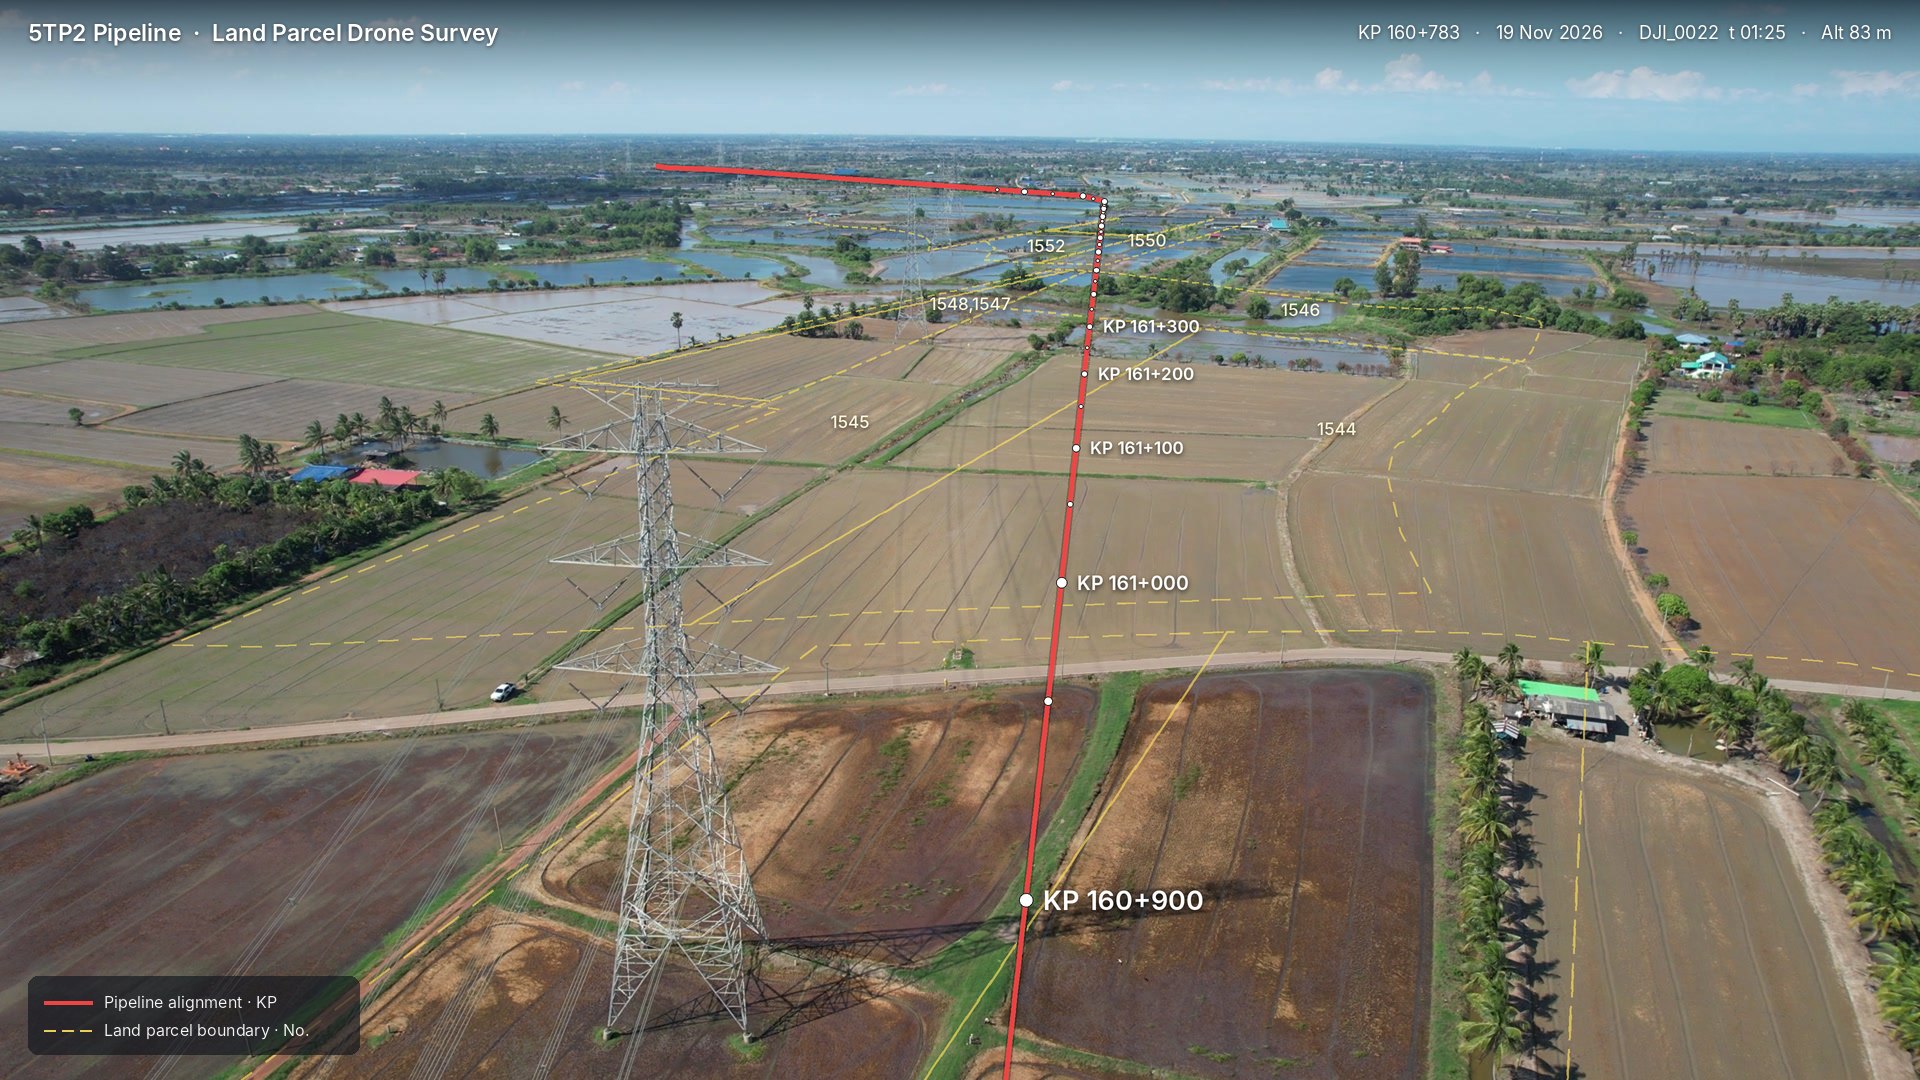 5TP2 Pipeline · Land Parcel Drone Survey
KP 160+783 · 19 Nov 2026 · DJI_0022 t 01:25 · Alt 83 m
1552
1550
1548,1547
1546
KP 161+300
KP 161+200
1545
1544
KP 161+100
KP 161+000
KP 160+900
Pipeline alignment · KP
Land parcel boundary · No.